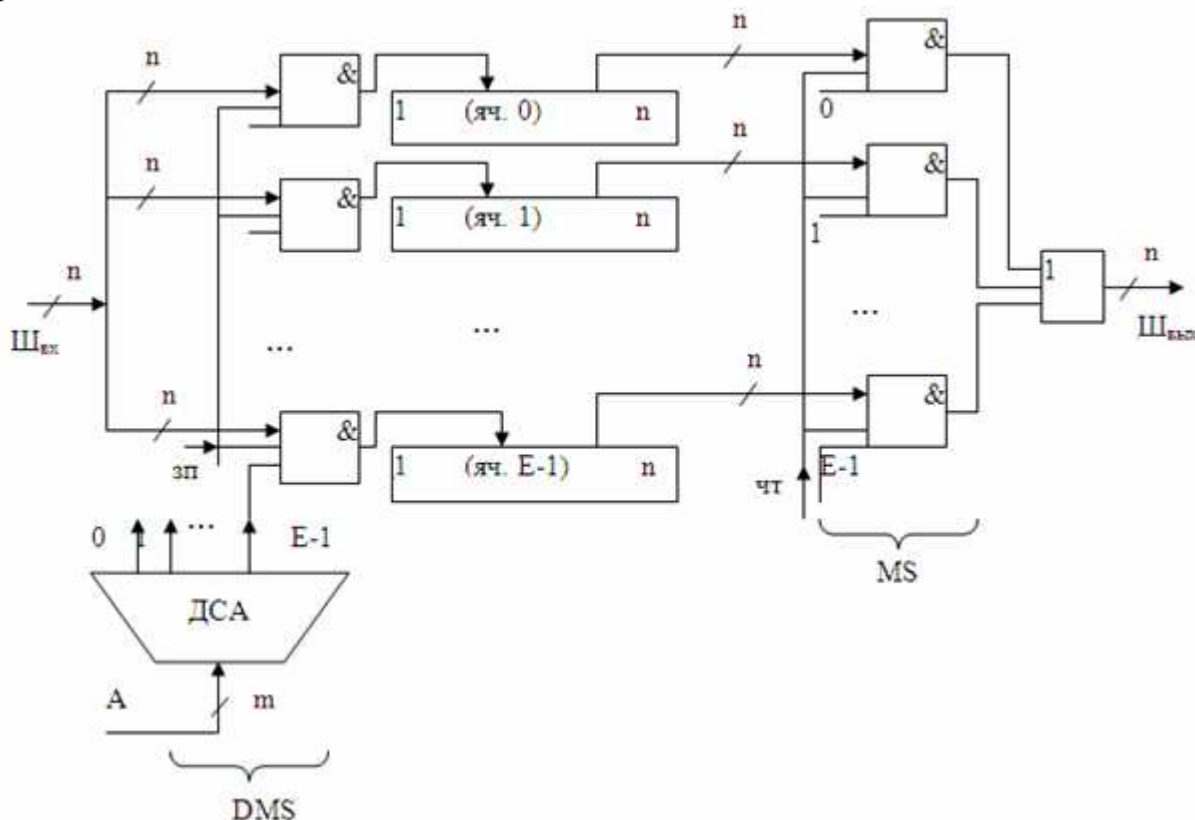 n & n &
1 (яч. 0) n
0
n & n &
1 (яч. 1) n
1
n 1 n
Швх ... ... ... Швых
n & n &
зп 1 (яч. E-1) n чт E-1
0 1 ... E-1
MS
ДСА
A m
DMS